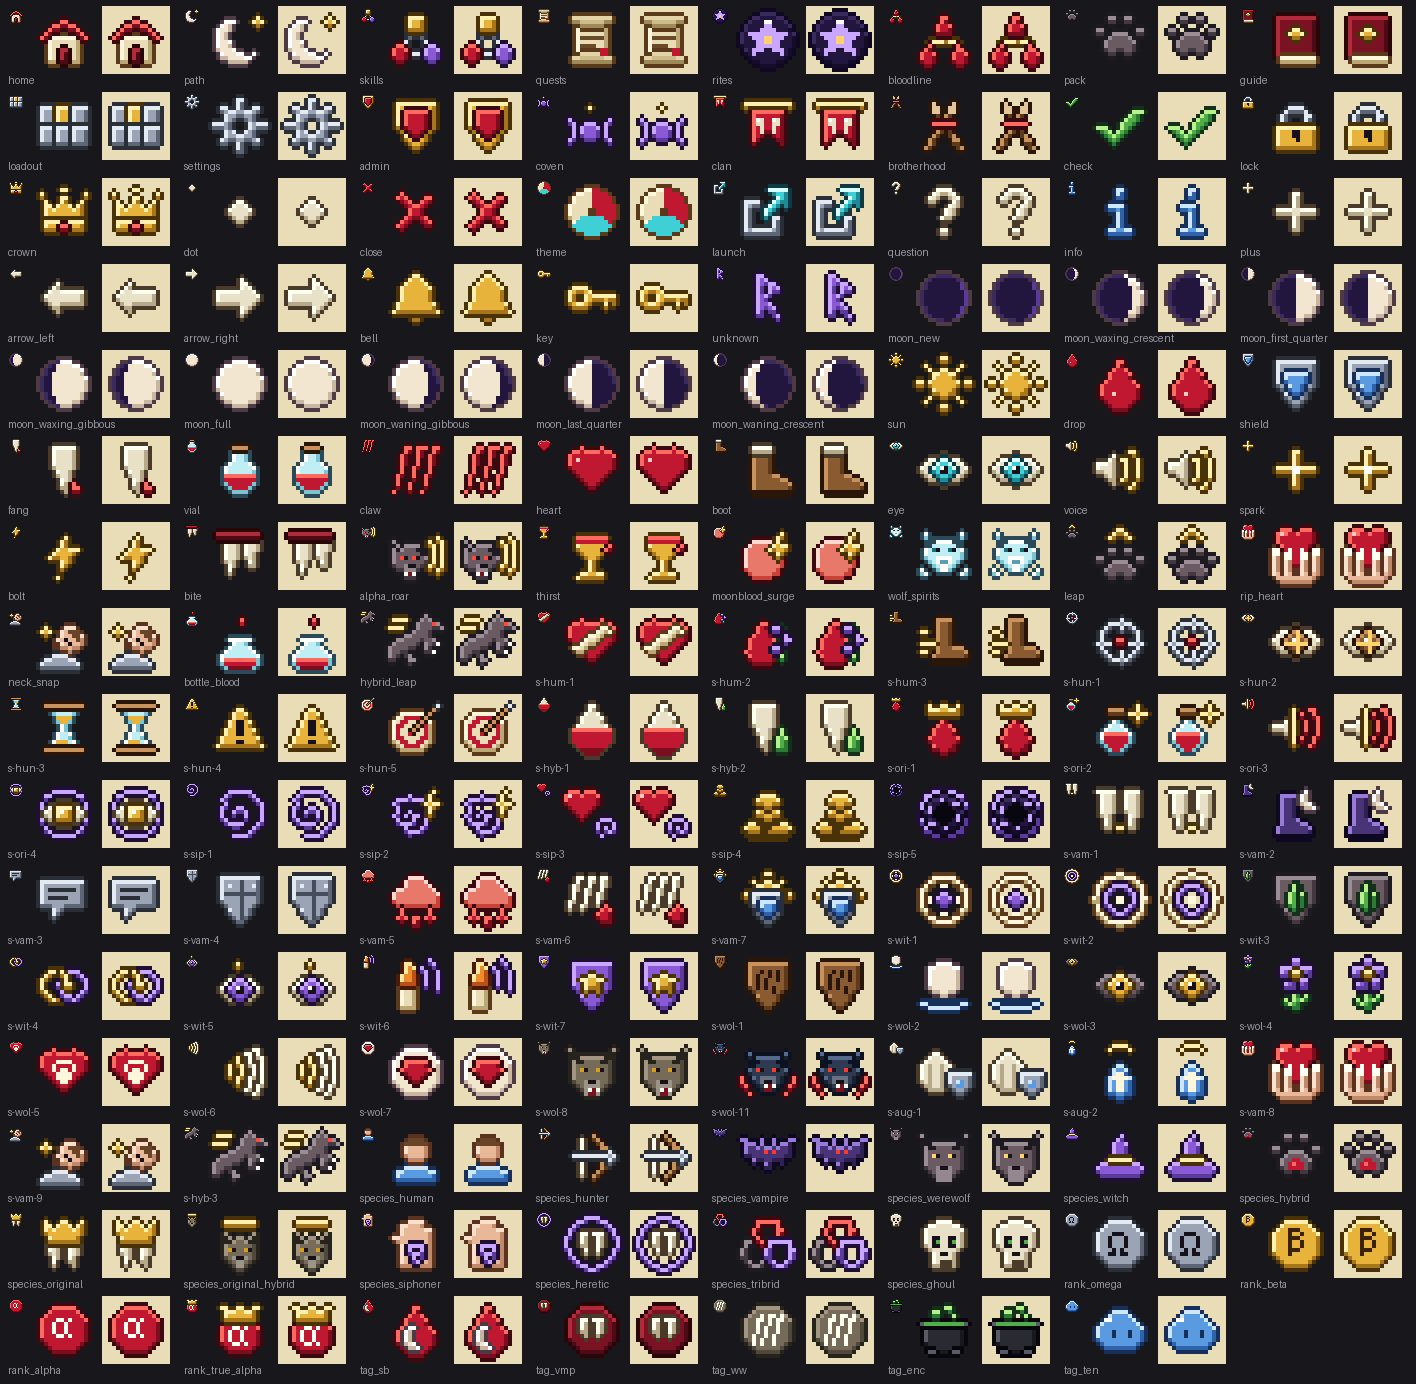 home path skills quests rites bloodline pack guide
loadout settings admin coven clan brotherhood check lock
crown dot close theme launch question info plus
arrow_left arrow_right bell key unknown moon_new moon_waxing_crescent moon_first_quarter
moon_waxing_gibbous moon_full moon_waning_gibbous moon_last_quarter moon_waning_crescent sun drop shield
fang vial claw heart boot eye voice spark
bolt bite alpha_roar thirst moonblood_surge wolf_spirits leap rip_heart
neck_snap bottle_blood hybrid_leap s-hum-1 s-hum-2 s-hum-3 s-hun-1 s-hun-2
s-hun-3 s-hun-4 s-hun-5 s-hyb-1 s-hyb-2 s-ori-1 s-ori-2 s-ori-3
s-ori-4 s-sip-1 s-sip-2 s-sip-3 s-sip-4 s-sip-5 s-vam-1 s-vam-2
s-vam-3 s-vam-4 s-vam-5 s-vam-6 s-vam-7 s-wit-1 s-wit-2 s-wit-3
s-wit-4 s-wit-5 s-wit-6 s-wit-7 s-wol-1 s-wol-2 s-wol-3 s-wol-4
s-wol-5 s-wol-6 s-wol-7 s-wol-8 s-wol-11 s-aug-1 s-aug-2 s-vam-8
s-vam-9 s-hyb-3 species_human species_hunter species_vampire species_werewolf species_witch species_hybrid
Ω Ω β β
species_original species_original_hybrid species_siphoner species_heretic species_tribrid species_ghoul rank_omega rank_beta
α α α α
rank_alpha rank_true_alpha tag_sb tag_vmp tag_ww tag_enc tag_ten